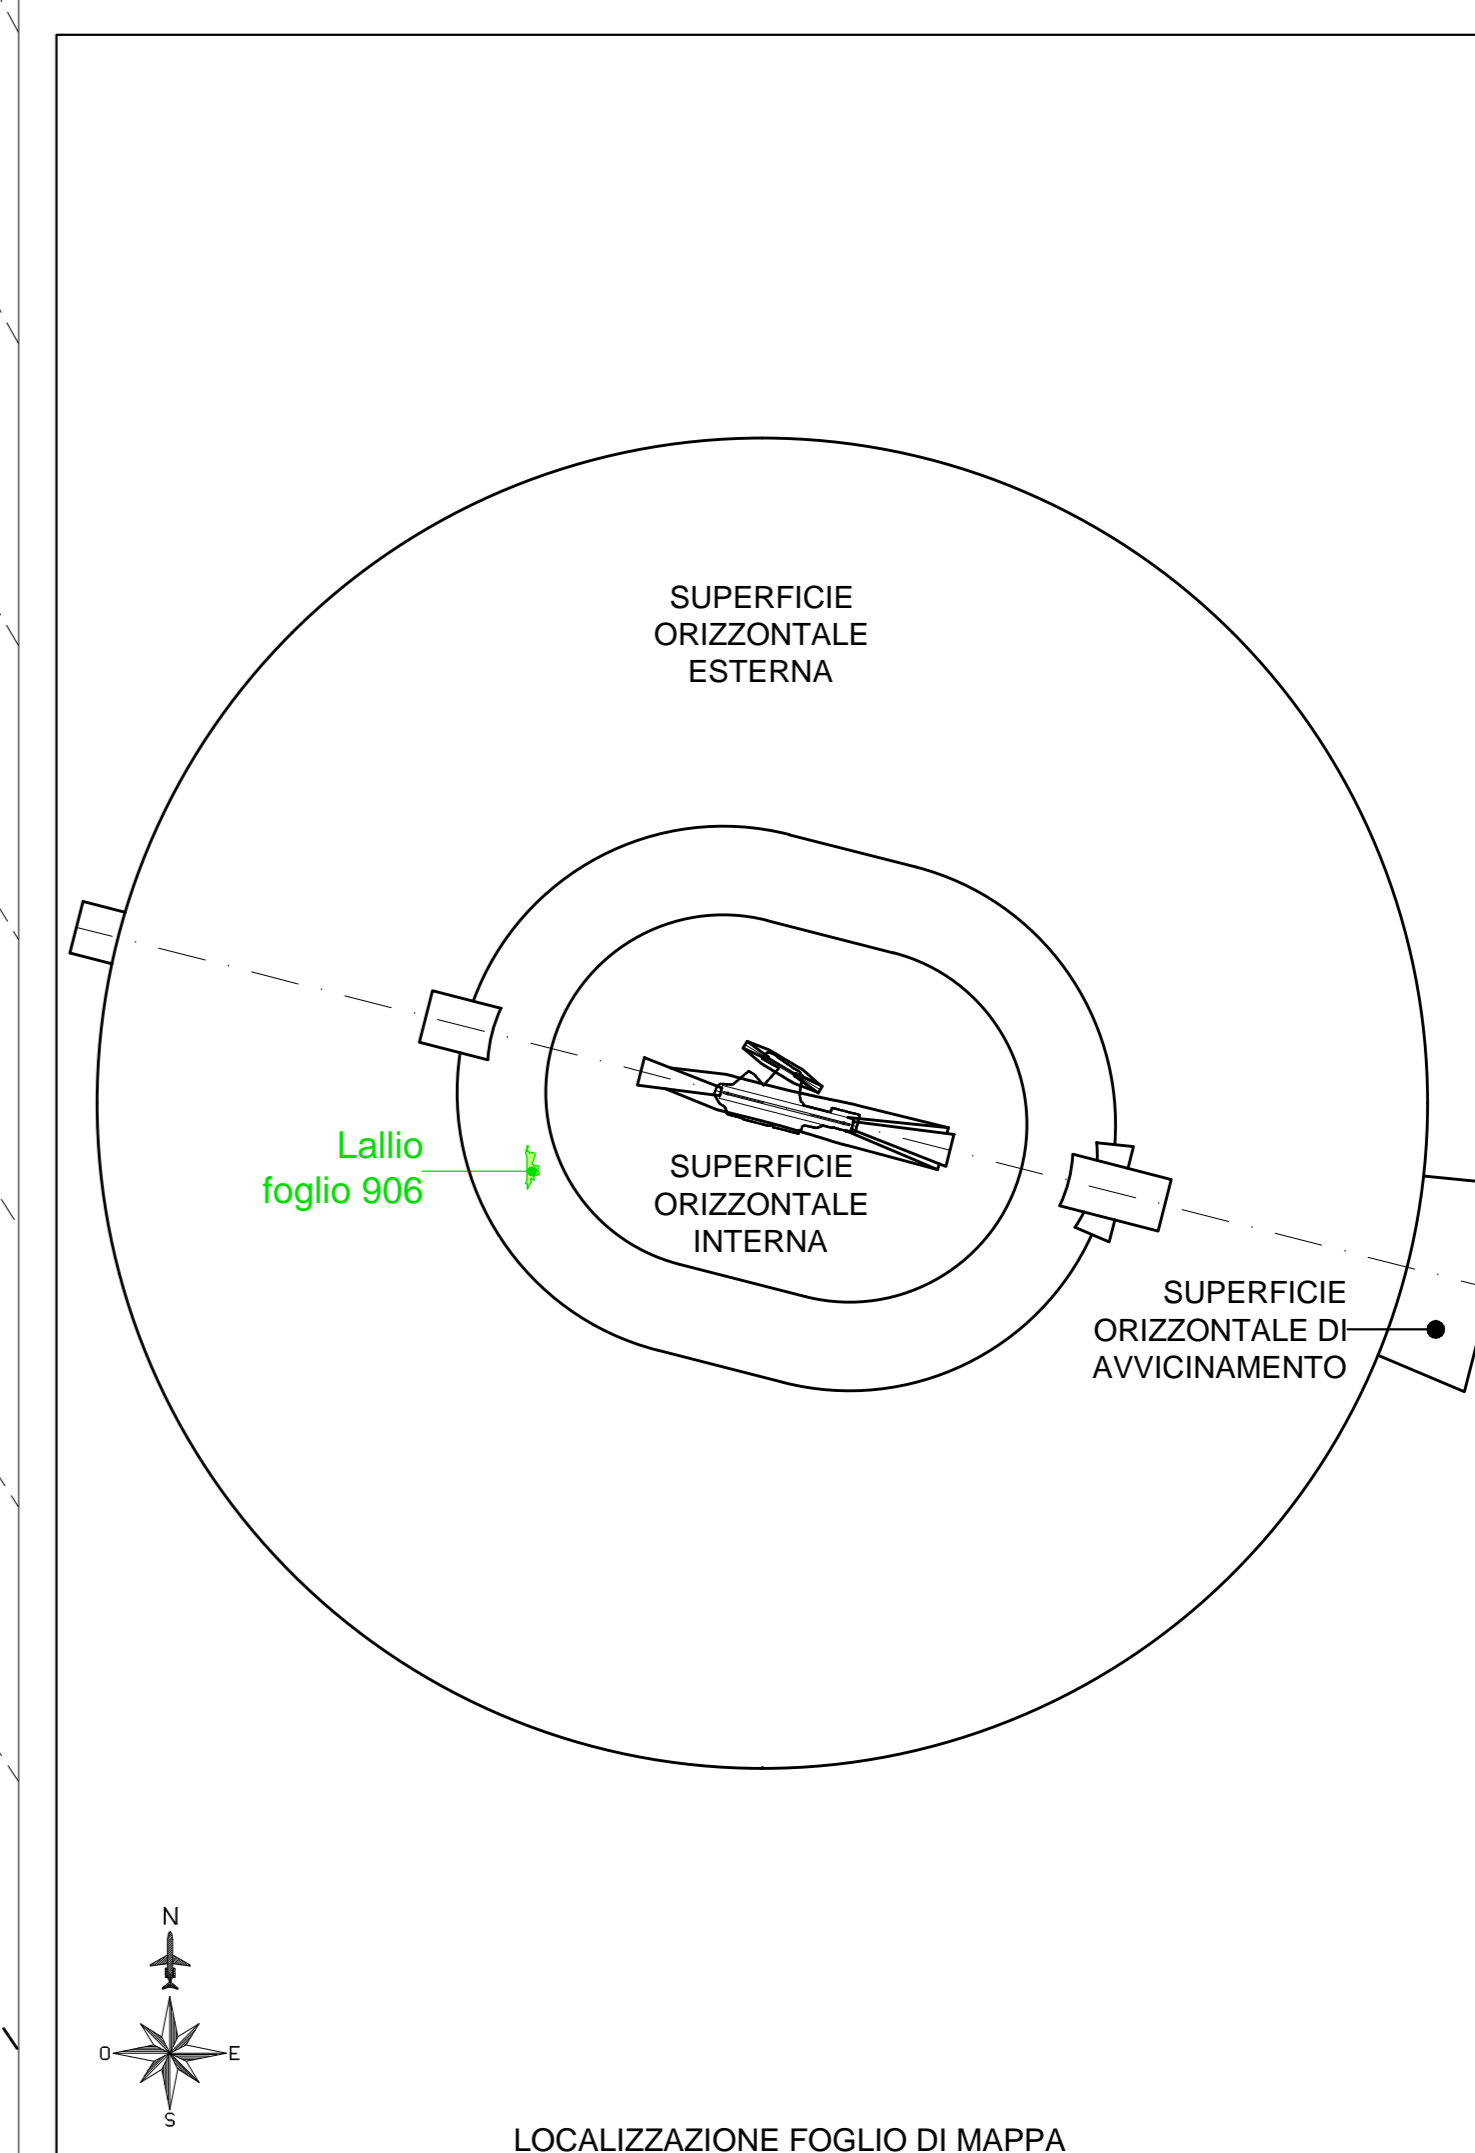 SUPERFICIE
ORIZZONTALE
ESTERNA
Lallio
foglio 906
SUPERFICIE
ORIZZONTALE
INTERNA
SUPERFICIE
ORIZZONTALE DI
AVVICINAMENTO
N
O
E
S
LOCALIZZAZIONE FOGLIO DI MAPPA